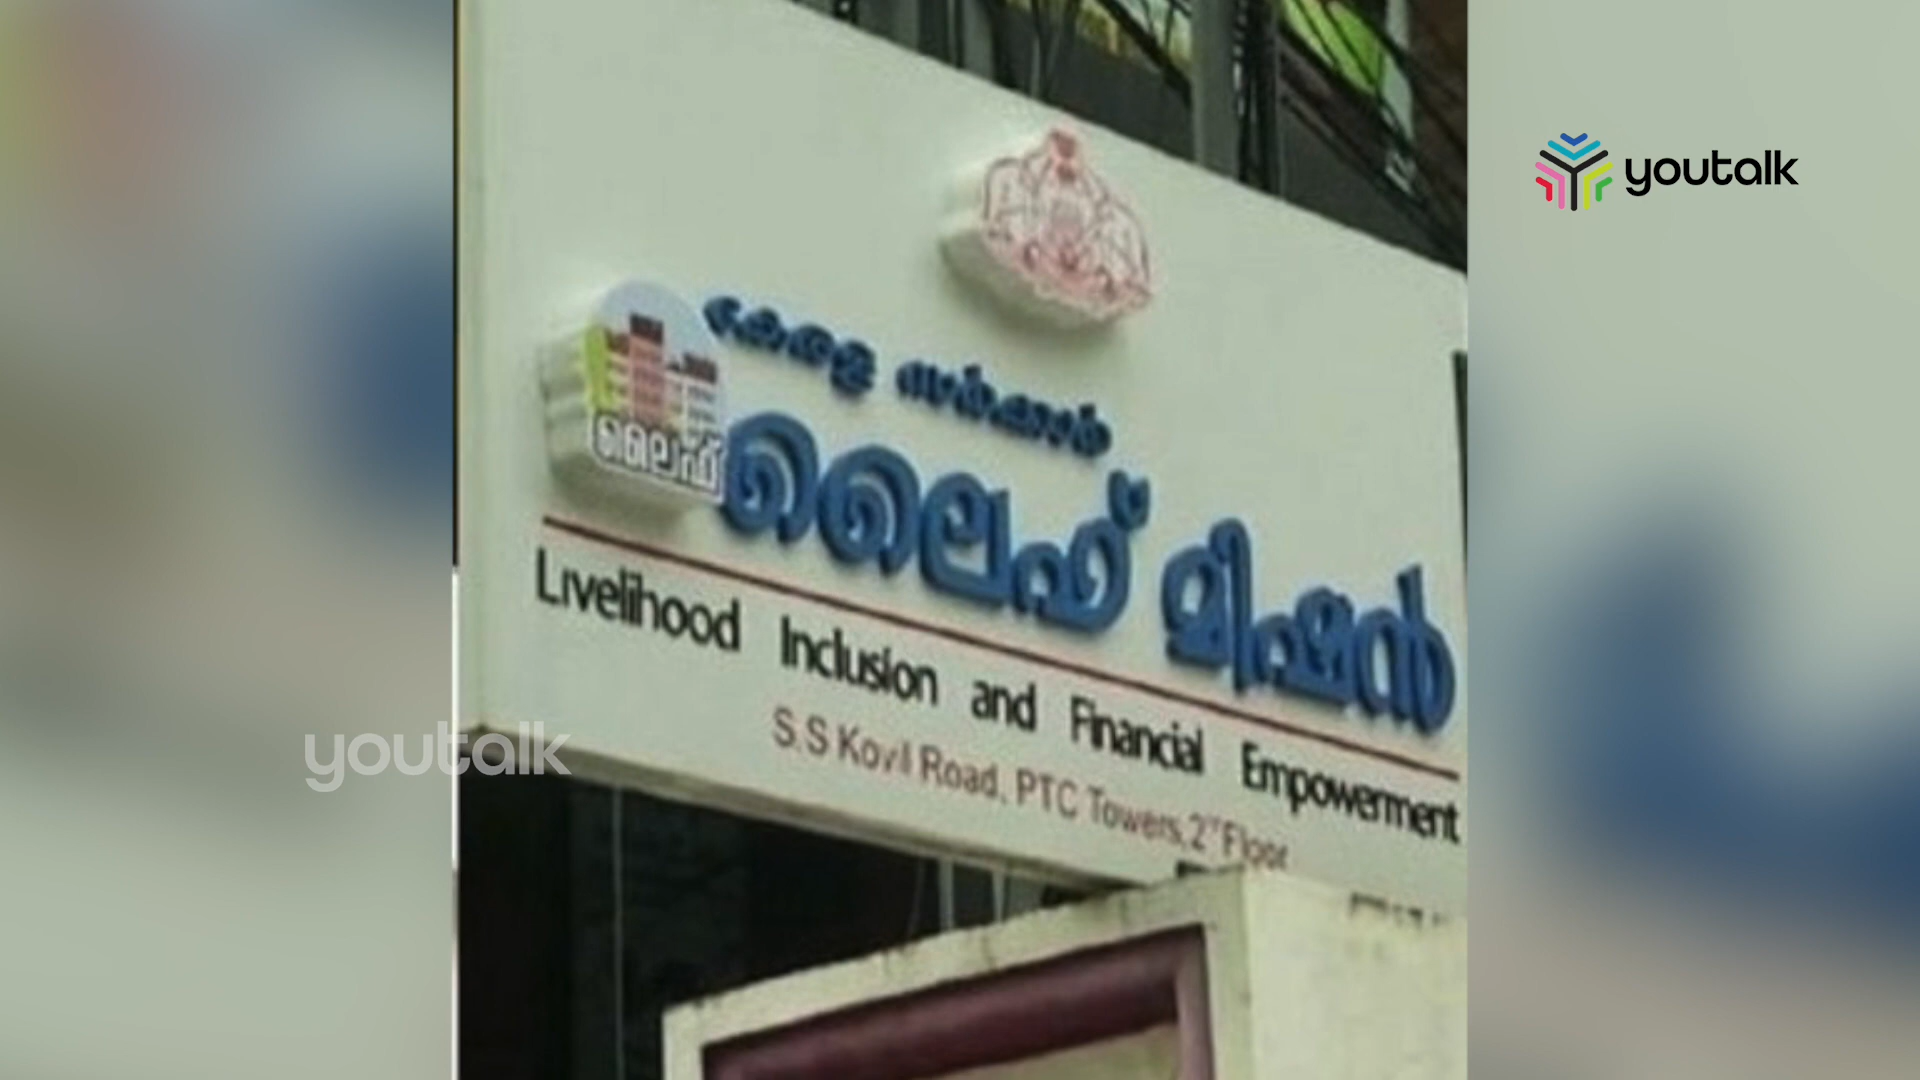 youtalk
കേരള സർക്കാർ
ലൈഫ്
ലൈഫ് മിഷൻ
Livelihood Inclusion and Financial Empowerment
S.S Kovil Road, PTC Towers, 2ⁿᵈ Floor
youtalk